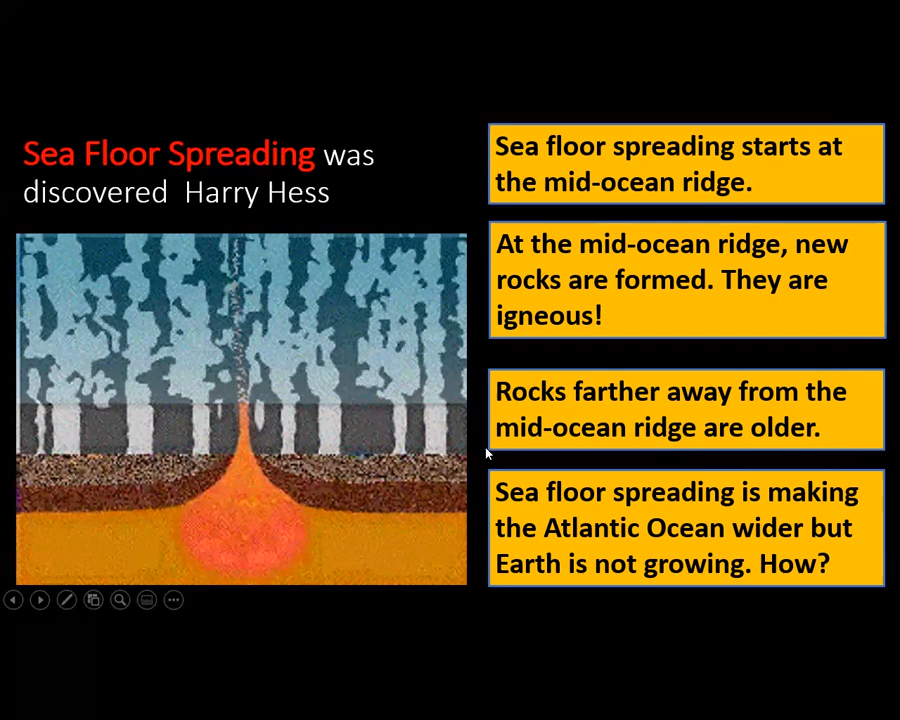 Sea Floor Spreading was
discovered  Harry Hess
Sea floor spreading starts at
the mid-ocean ridge.
At the mid-ocean ridge, new
rocks are formed. They are
igneous!
Rocks farther away from the
mid-ocean ridge are older.
Sea floor spreading is making
the Atlantic Ocean wider but
Earth is not growing. How?